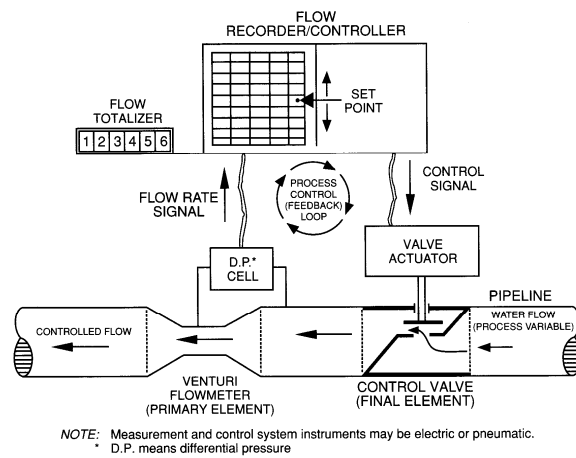 FLOW
RECORDER/CONTROLLER
SET
POINT
FLOW
TOTALIZER
1 2 3 4 5 6
FLOW RATE
SIGNAL
PROCESS
CONTROL
(FEEDBACK)
LOOP
CONTROL
SIGNAL
VALVE
ACTUATOR
D.P.*
CELL
PIPELINE
CONTROLLED FLOW
WATER FLOW
(PROCESS VARIABLE)
VENTURI
FLOWMETER
(PRIMARY ELEMENT)
CONTROL VALVE
(FINAL ELEMENT)
NOTE: Measurement and control system instruments may be electric or pneumatic.
* D.P. means differential pressure